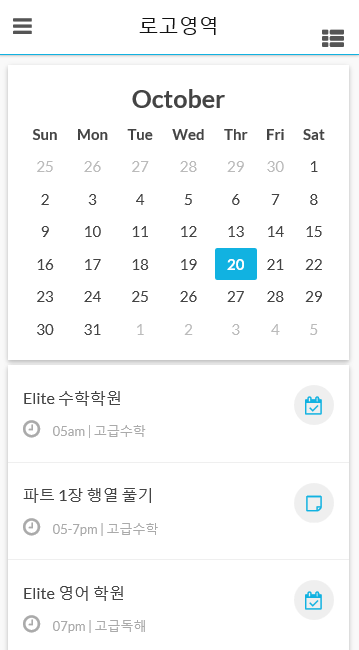 로고영역
October
Sun Mon Tue Wed Thr Fri Sat
25 26 27 28 29 30 1
2 3 4 5 6 7 8
9 10 11 12 13 14 15
16 17 18 19 20 21 22
23 24 25 26 27 28 29
30 31 1 2 3 4 5
Elite 수학학원
05am | 고급수학
파트 1장 행열 풀기
05-7pm | 고급수학
Elite 영어 학원
07pm | 고급독해